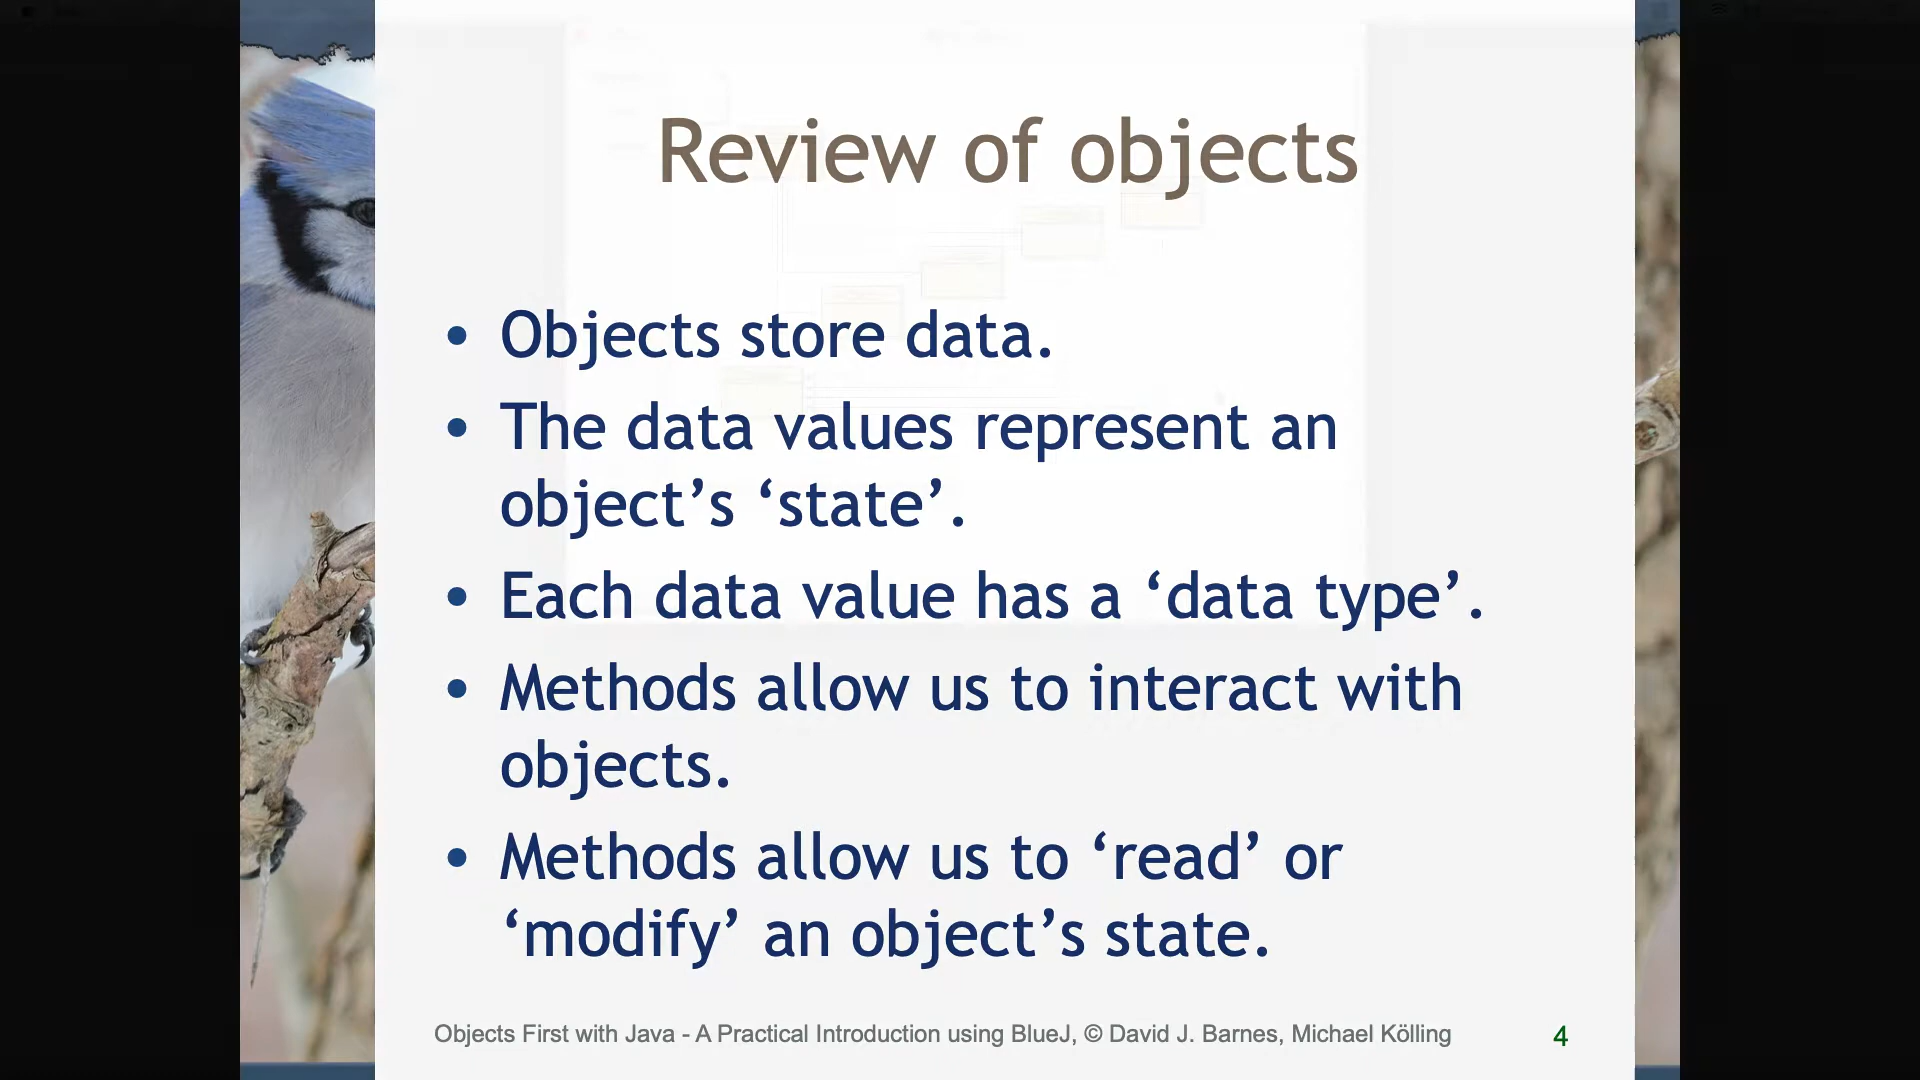 Review of objects
• Objects store data.
• The data values represent an
object’s ‘state’.
• Each data value has a ‘data type’.
• Methods allow us to interact with
objects.
• Methods allow us to ‘read’ or
‘modify’ an object’s state.
Objects First with Java - A Practical Introduction using BlueJ, © David J. Barnes, Michael Kölling
4